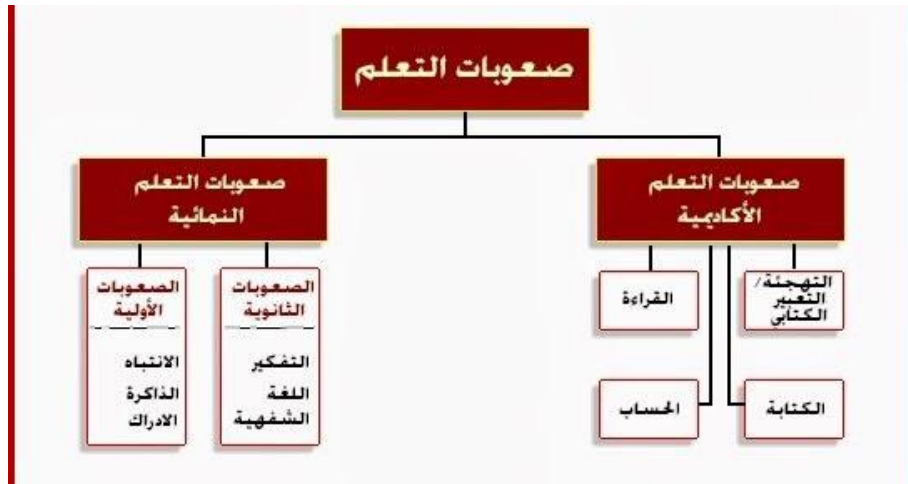 صعوبات التعلم
صعوبات التعلم
الأكاديمية
صعوبات التعلم
النمائية
التهجئة/
التعبير
الكتابي
القراءة
الكتابة
الحساب
الصعوبات
الثانوية
التفكير
اللغة
الشفهية
الصعوبات
الأولية
الانتباه
الذاكرة
الادراك